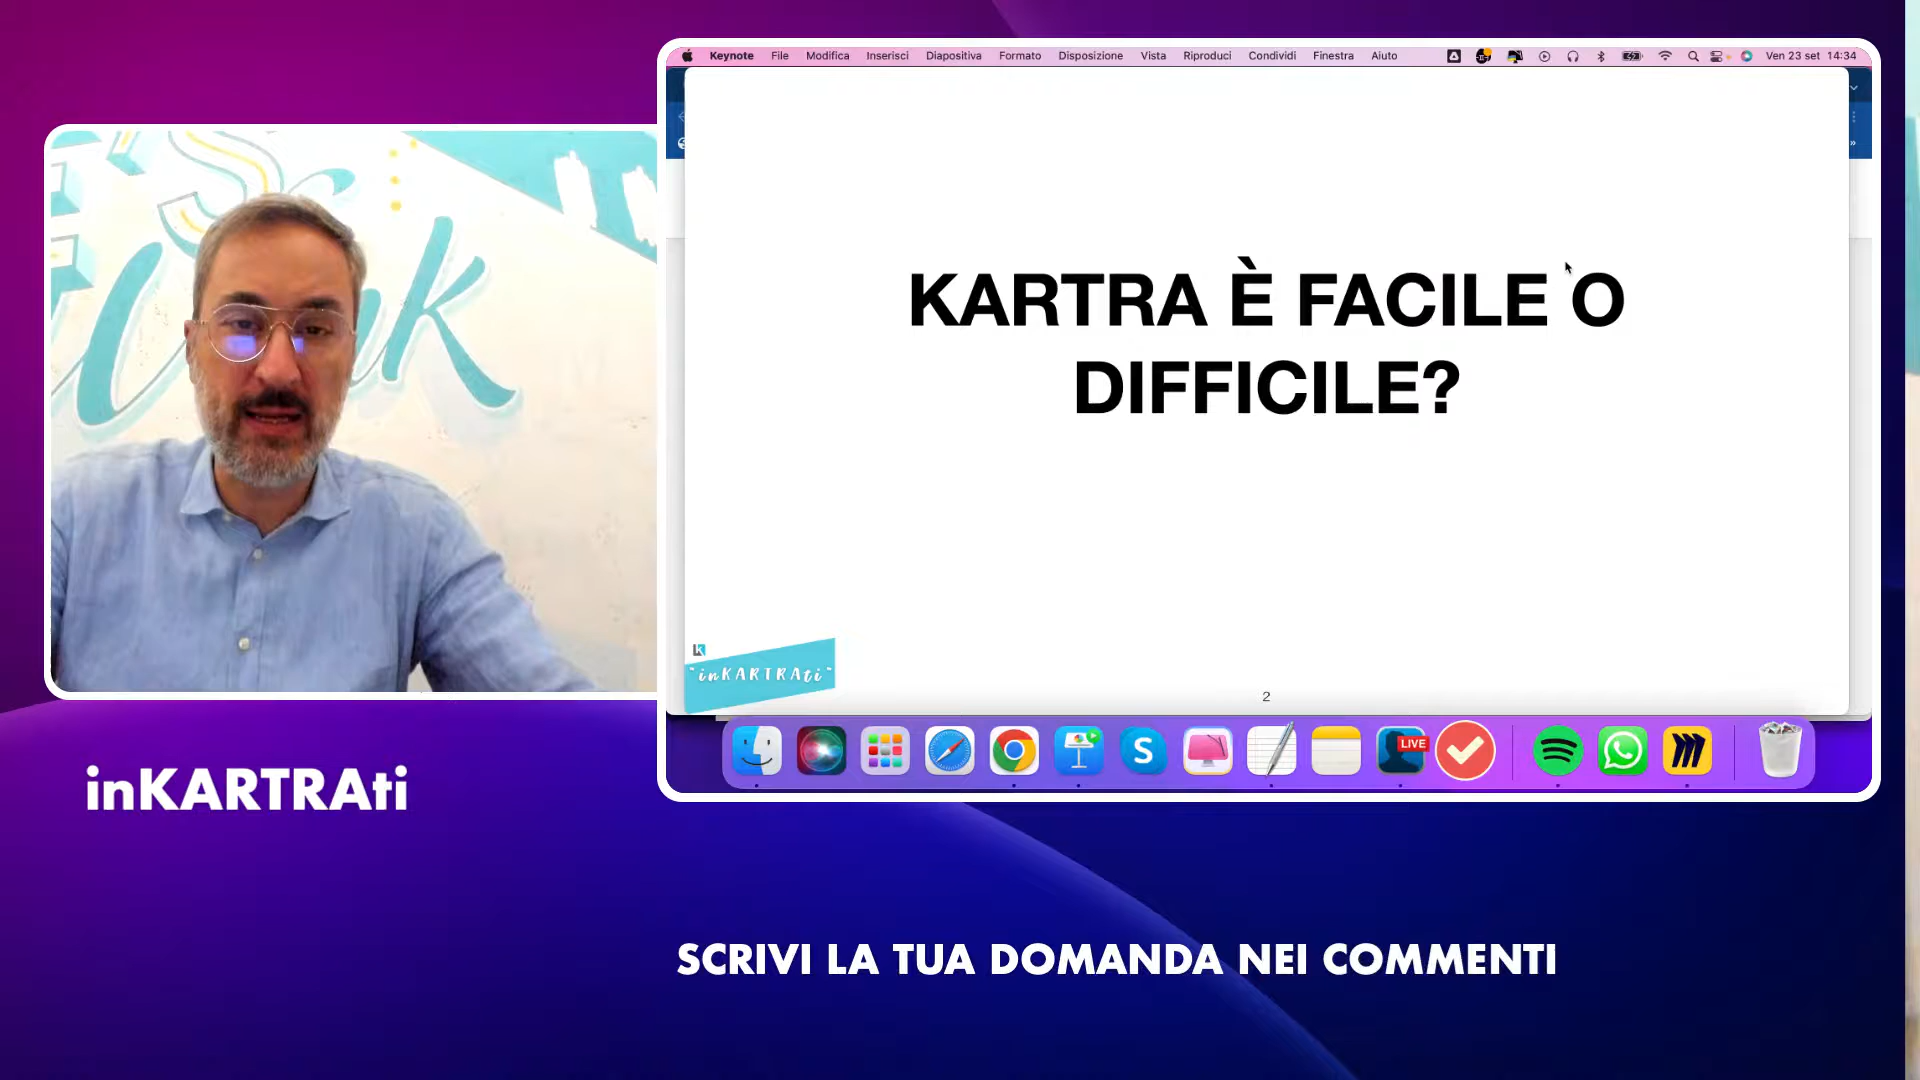 Keynote File Modifica Inserisci Diapositiva Formato Disposizione Vista Riproduci Condividi Finestra Aiuto Ven 23 set 14:34
KARTRA È FACILE O
DIFFICILE?
"inKARTRAti"
2
LIVE
inKARTRAti
SCRIVI LA TUA DOMANDA NEI COMMENTI